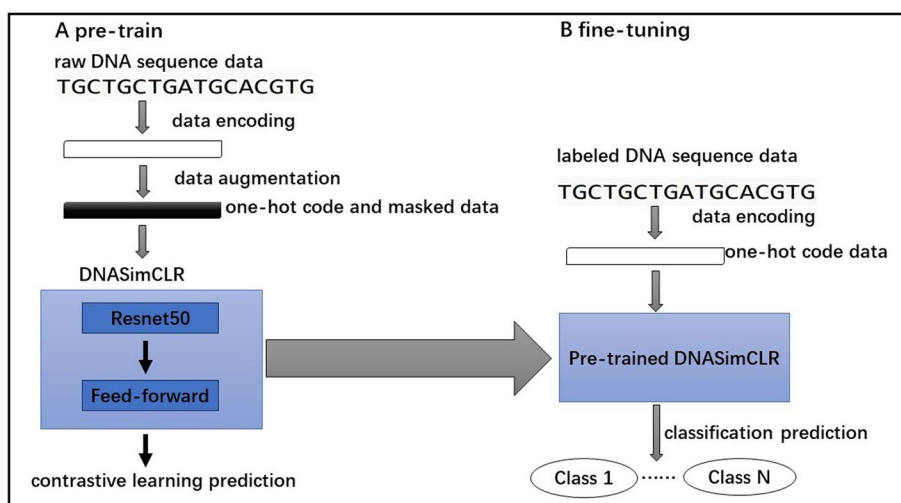 A pre-train
raw DNA sequence data
TGCTGCTGATGCACGTG
data encoding
data augmentation
one-hot code and masked data
DNASimCLR
Resnet50
Feed-forward
contrastive learning prediction
B fine-tuning
labeled DNA sequence data
TGCTGCTGATGCACGTG
data encoding
one-hot code data
Pre-trained DNASimCLR
classification prediction
Class 1 ······ Class N